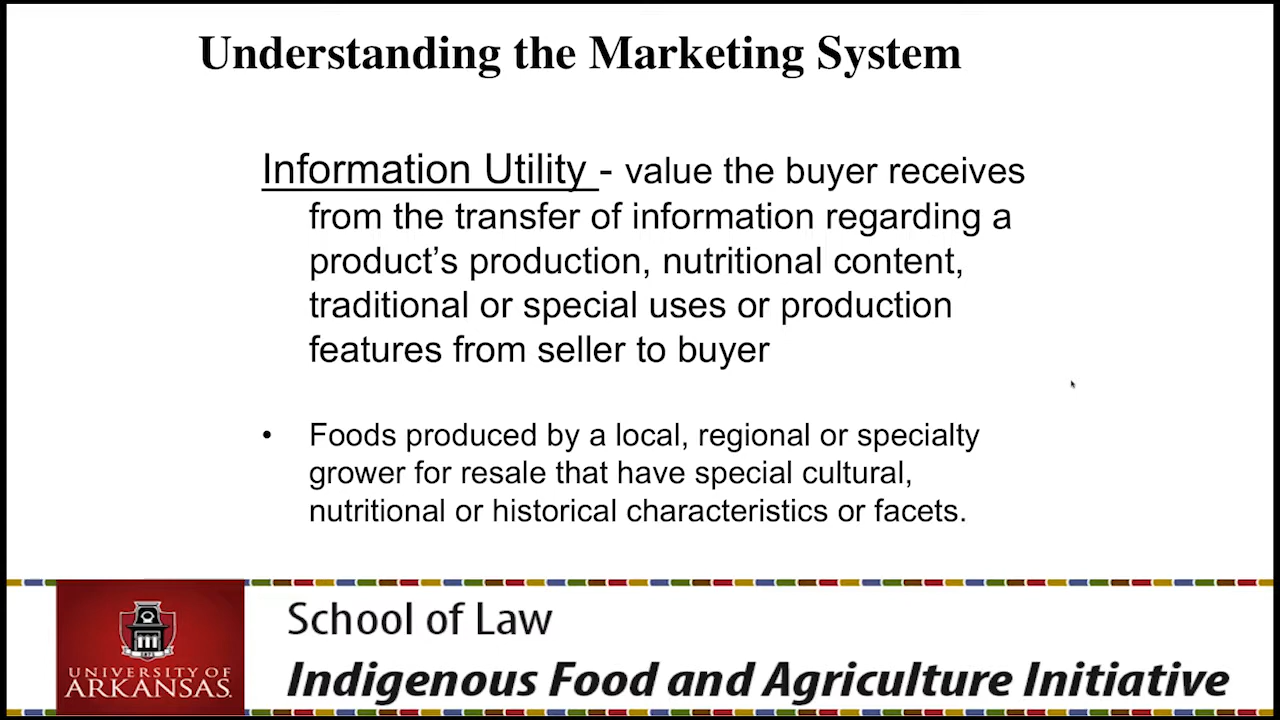 Understanding the Marketing System
Information Utility - value the buyer receives
from the transfer of information regarding a
product’s production, nutritional content,
traditional or special uses or production
features from seller to buyer
• Foods produced by a local, regional or specialty
grower for resale that have special cultural,
nutritional or historical characteristics or facets.
UNIVERSITY OF
ARKANSAS.
School of Law
Indigenous Food and Agriculture Initiative